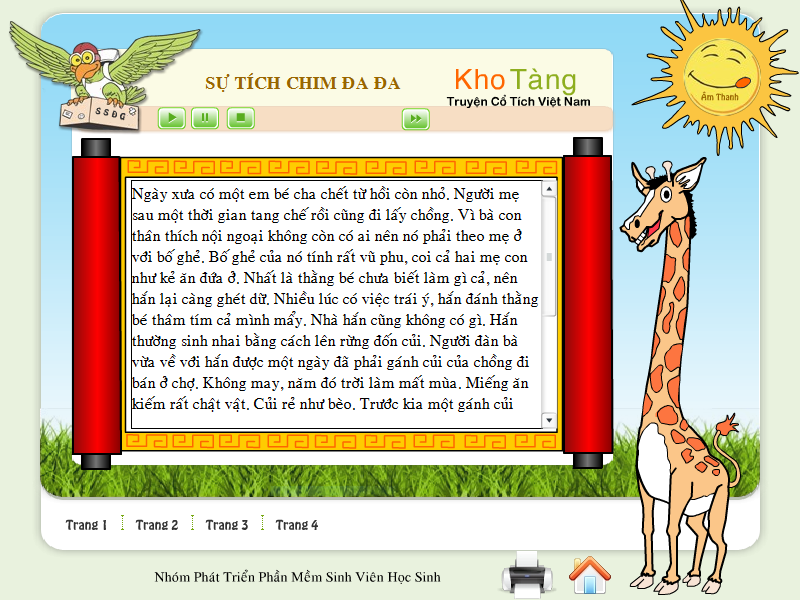 SỰ TÍCH CHIM ĐA ĐA
Kho Tàng
Truyện Cổ Tích Việt Nam
Âm Thanh
SSDG
Ngày xưa có một em bé cha chết từ hồi còn nhỏ. Người mẹ
sau một thời gian tang chế rồi cũng đi lấy chồng. Vì bà con
thân thích nội ngoại không còn có ai nên nó phải theo mẹ ở
với bố ghẻ. Bố ghẻ của nó tính rất vũ phu, coi cả hai mẹ con
như kẻ ăn đứa ở. Nhất là thằng bé chưa biết làm gì cả, nên
hắn lại càng ghét dữ. Nhiều lúc có việc trái ý, hắn đánh thằng
bé thâm tím cả mình mẩy. Nhà hắn cũng không có gì. Hắn
thường sinh nhai bằng cách lên rừng đốn củi. Người đàn bà
vừa về với hắn được một ngày đã phải gánh củi của chồng đi
bán ở chợ. Không may, năm đó trời làm mất mùa. Miếng ăn
kiếm rất chật vật. Củi rẻ như bèo. Trước kia một gánh củi
Trang 1
Trang 2
Trang 3
Trang 4
Nhóm Phát Triển Phần Mềm Sinh Viên Học Sinh